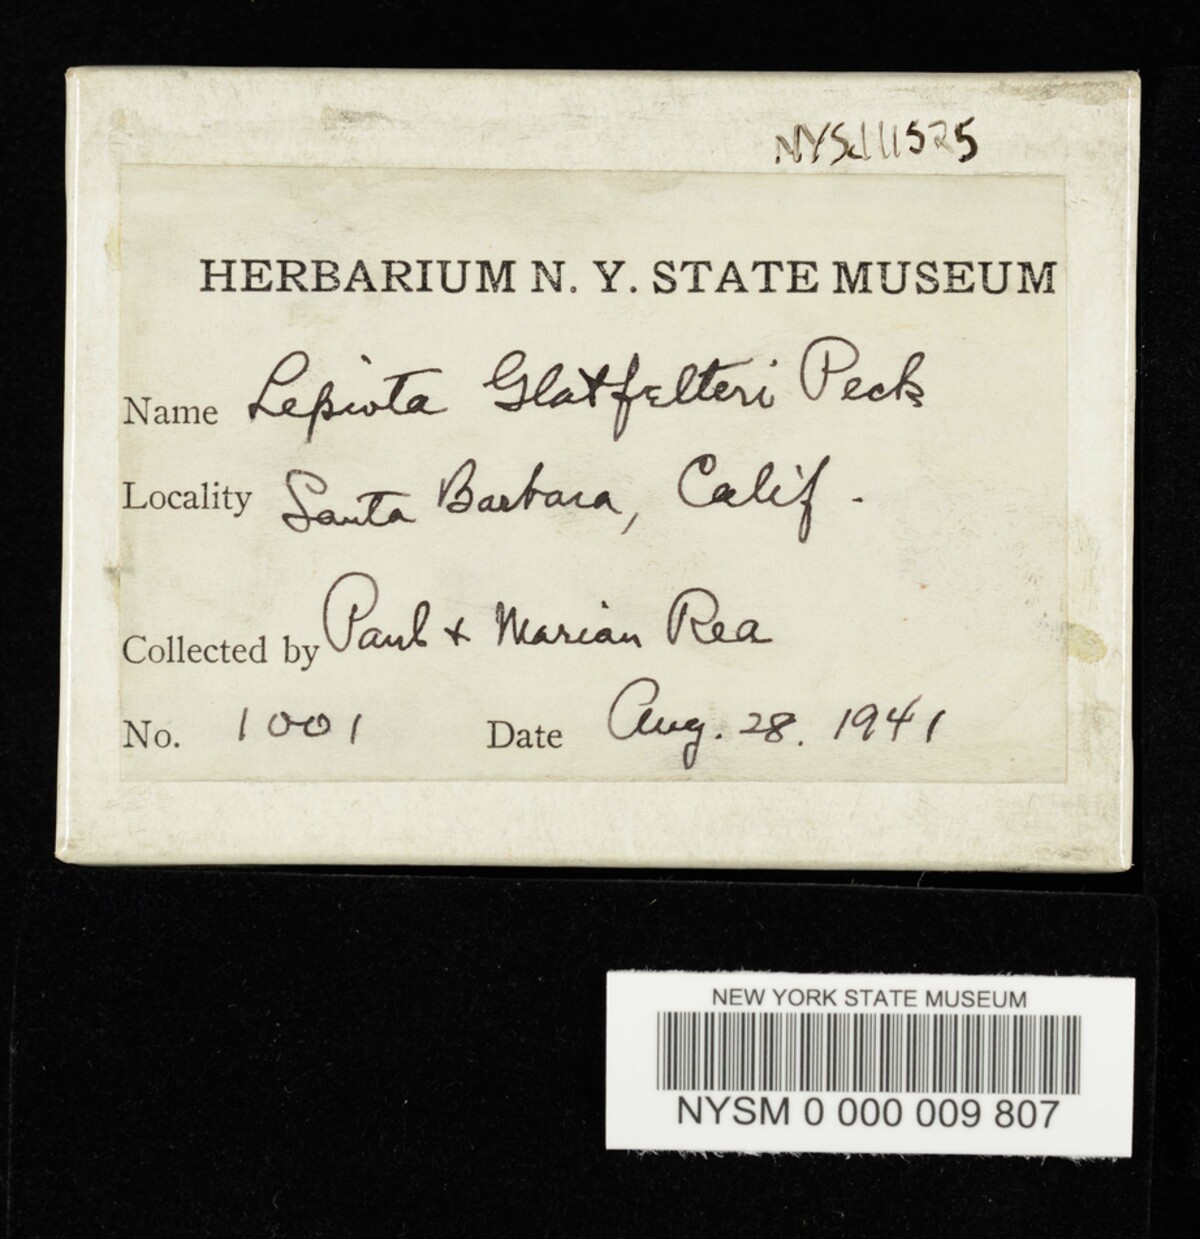 NYSd11525
HERBARIUM N. Y. STATE MUSEUM
Name Lepiota Glatfelteri Peck
Locality Santa Barbara, Calif.
Collected by Paul & Marian Rea
No. 1001 Date Aug. 28. 1941
NEW YORK STATE MUSEUM
NYSM 0 000 009 807